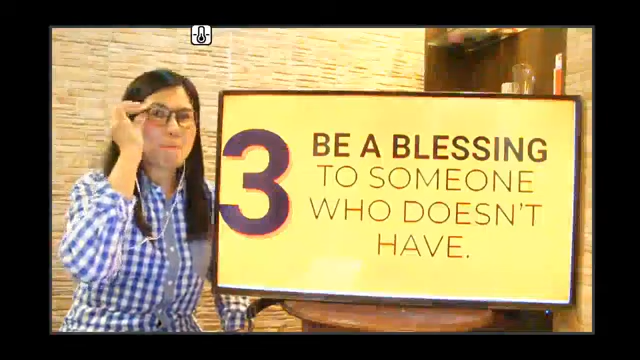 3
BE A BLESSING
TO SOMEONE
WHO DOESN'T
HAVE.